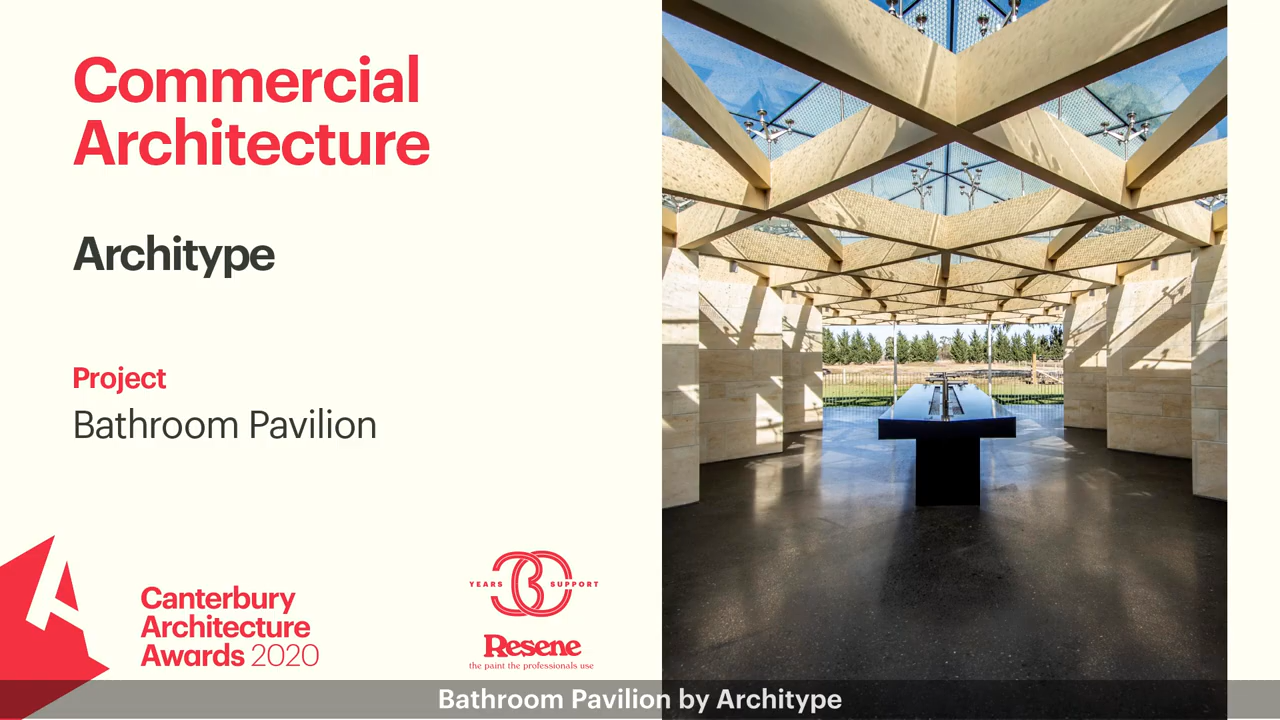 Commercial
Architecture
Architype
Project
Bathroom Pavilion
Canterbury
Architecture
Awards 2020
YEARS 30 SUPPORT
Resene
the paint the professionals use
Bathroom Pavilion by Architype